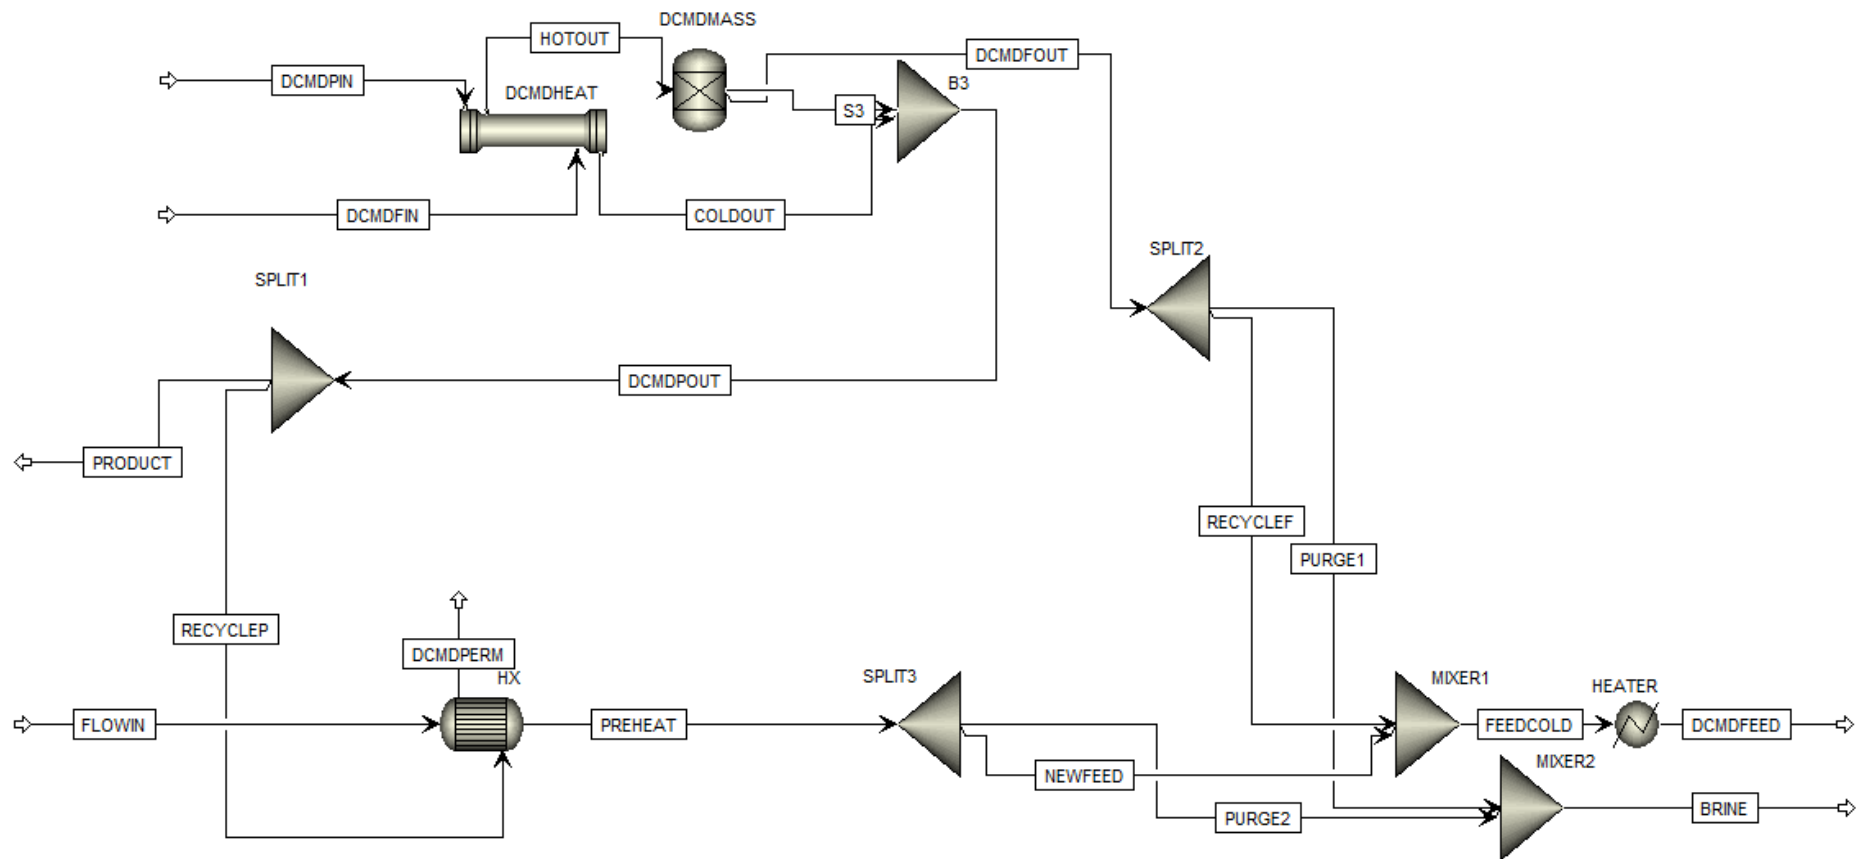 DCMDMASS
HOTOUT
DCMDFOUT
DCMDPIN
DCMDHEAT
B3
S3
DCMDFIN
COLDOUT
SPLIT2
SPLIT1
DCMDPOUT
PRODUCT
RECYCLEF
PURGE1
RECYCLEP
DCMDPERM
HX
SPLIT3
MIXER1
HEATER
FLOWIN
PREHEAT
FEEDCOLD
DCMDFEED
MIXER2
NEWFEED
PURGE2
BRINE